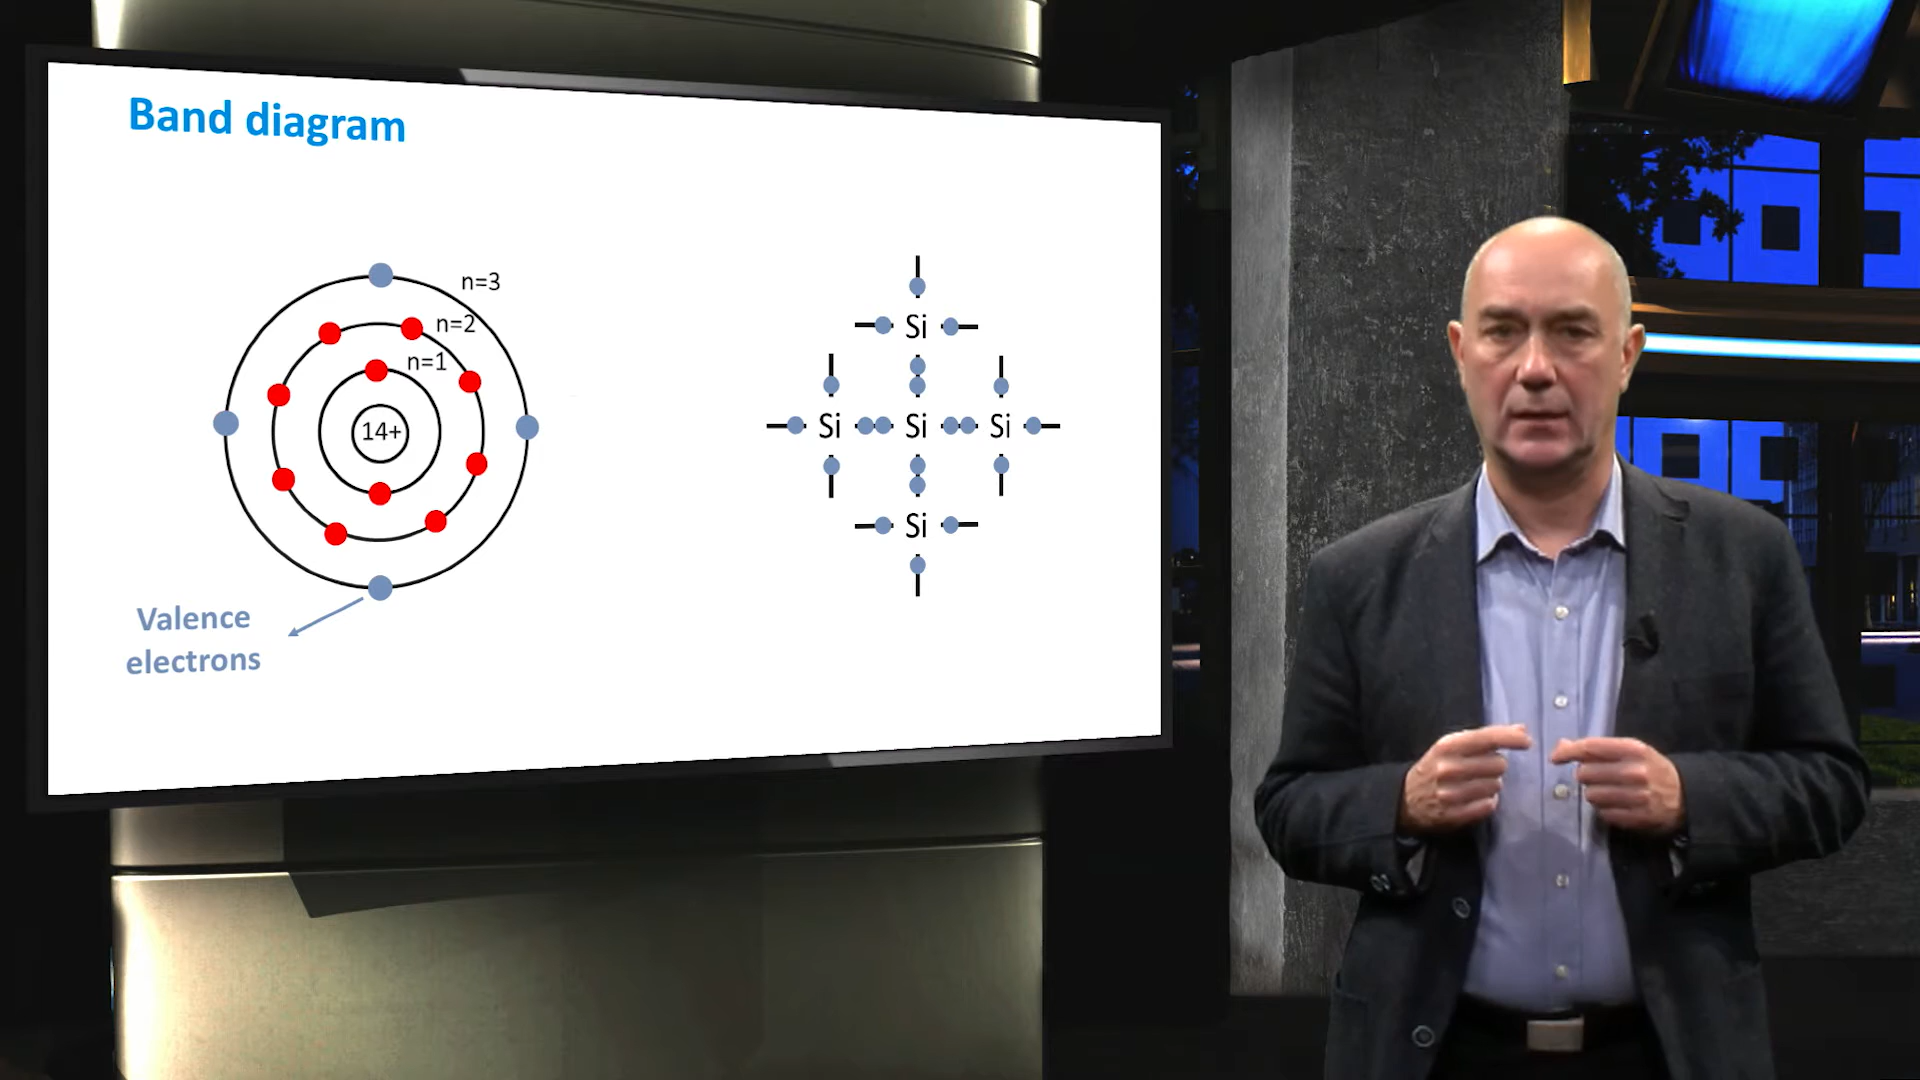 Band diagram
n=3
n=2
n=1
14+
Valence
electrons
Si
Si Si Si
Si